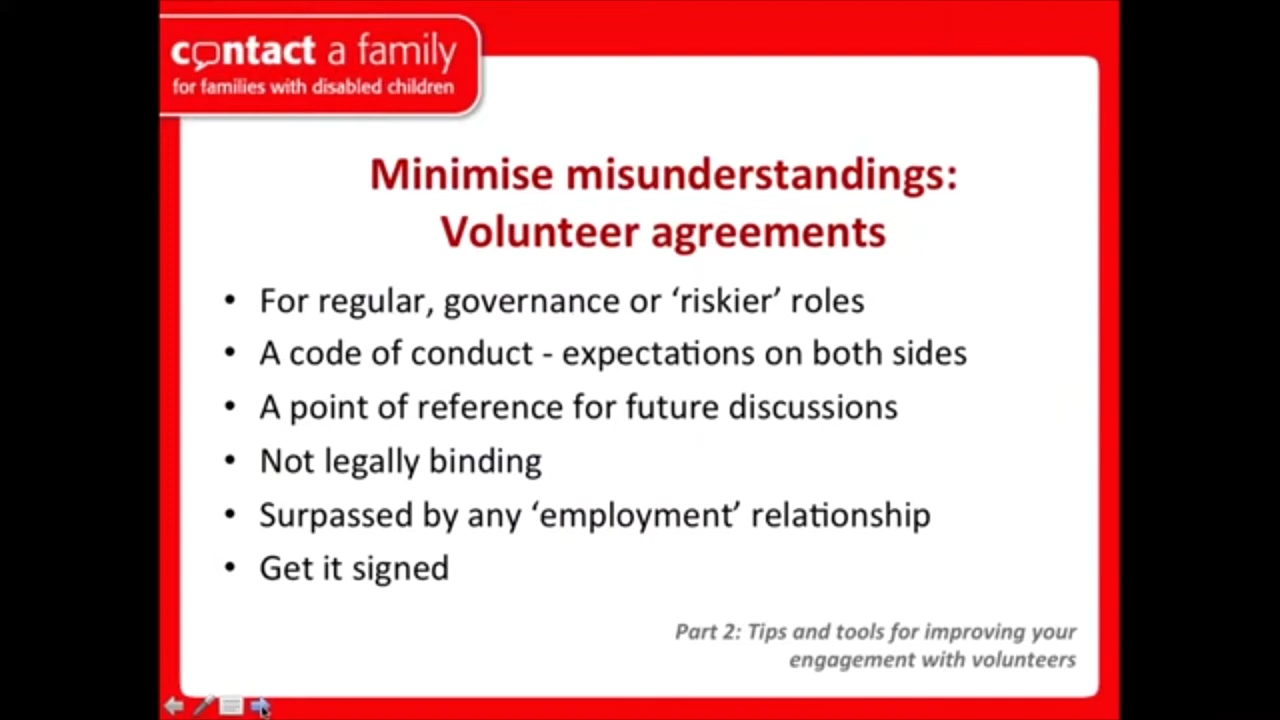 contact a family
for families with disabled children
Minimise misunderstandings:
Volunteer agreements
• For regular, governance or ‘riskier’ roles
• A code of conduct - expectations on both sides
• A point of reference for future discussions
• Not legally binding
• Surpassed by any ‘employment’ relationship
• Get it signed
Part 2: Tips and tools for improving your
engagement with volunteers